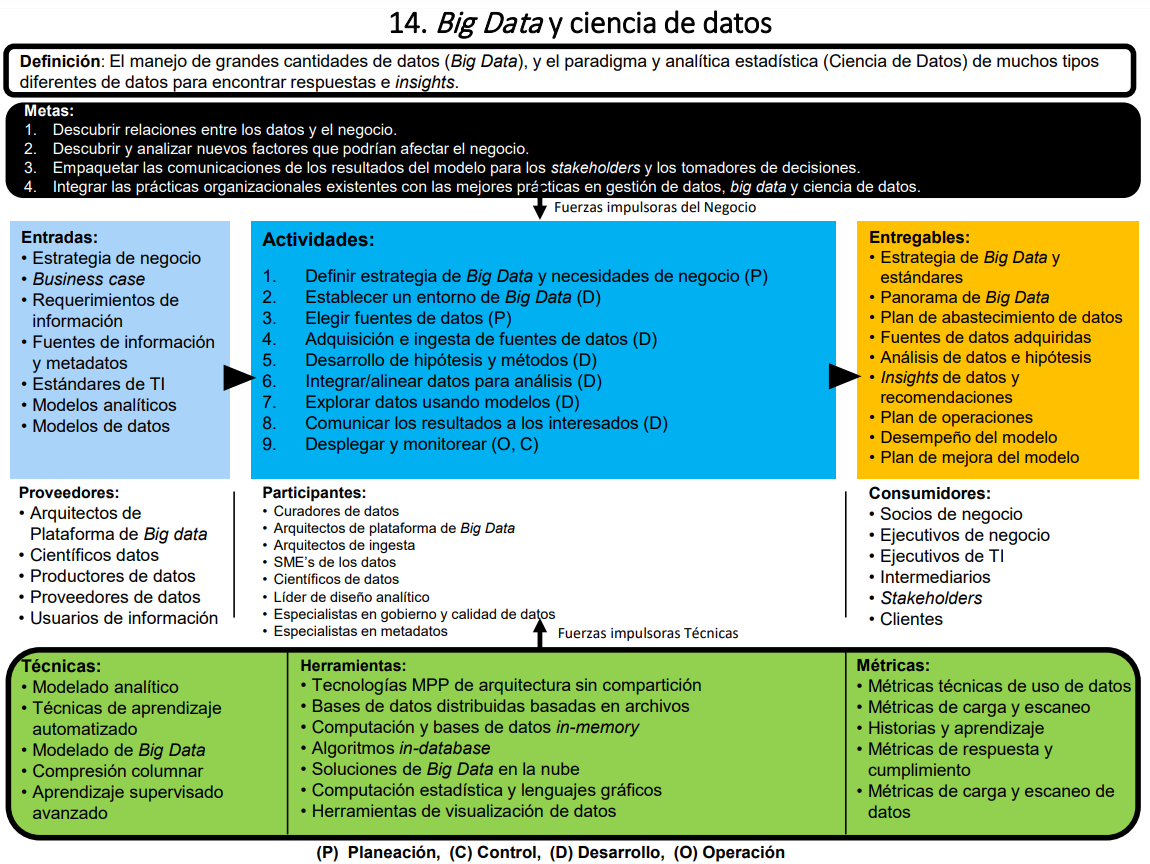 14. Big Data y ciencia de datos
Definición: El manejo de grandes cantidades de datos (Big Data), y el paradigma y analítica estadística (Ciencia de Datos) de muchos tipos
diferentes de datos para encontrar respuestas e insights.
Metas:
1. Descubrir relaciones entre los datos y el negocio.
2. Descubrir y analizar nuevos factores que podrían afectar el negocio.
3. Empaquetar las comunicaciones de los resultados del modelo para los stakeholders y los tomadores de decisiones.
4. Integrar las prácticas organizacionales existentes con las mejores prácticas en gestión de datos, big data y ciencia de datos.
Fuerzas impulsoras del Negocio
Entradas:
• Estrategia de negocio
• Business case
• Requerimientos de
información
• Fuentes de información
y metadatos
• Estándares de TI
• Modelos analíticos
• Modelos de datos
Actividades:
1. Definir estrategia de Big Data y necesidades de negocio (P)
2. Establecer un entorno de Big Data (D)
3. Elegir fuentes de datos (P)
4. Adquisición e ingesta de fuentes de datos (D)
5. Desarrollo de hipótesis y métodos (D)
6. Integrar/alinear datos para análisis (D)
7. Explorar datos usando modelos (D)
8. Comunicar los resultados a los interesados (D)
9. Desplegar y monitorear (O, C)
Entregables:
• Estrategia de Big Data y
estándares
• Panorama de Big Data
• Plan de abastecimiento de datos
• Fuentes de datos adquiridas
• Análisis de datos e hipótesis
• Insights de datos y
recomendaciones
• Plan de operaciones
• Desempeño del modelo
• Plan de mejora del modelo
Proveedores:
• Arquitectos de
Plataforma de Big data
• Científicos datos
• Productores de datos
• Proveedores de datos
• Usuarios de información
Participantes:
• Curadores de datos
• Arquitectos de plataforma de Big Data
• Arquitectos de ingesta
• SME's de los datos
• Científicos de datos
• Líder de diseño analítico
• Especialistas en gobierno y calidad de datos
• Especialistas en metadatos
Consumidores:
• Socios de negocio
• Ejecutivos de negocio
• Ejecutivos de TI
• Intermediarios
• Stakeholders
• Clientes
Fuerzas impulsoras Técnicas
Técnicas:
• Modelado analítico
• Técnicas de aprendizaje
automatizado
• Modelado de Big Data
• Compresión columnar
• Aprendizaje supervisado
avanzado
Herramientas:
• Tecnologías MPP de arquitectura sin compartición
• Bases de datos distribuidas basadas en archivos
• Computación y bases de datos in-memory
• Algoritmos in-database
• Soluciones de Big Data en la nube
• Computación estadística y lenguajes gráficos
• Herramientas de visualización de datos
Métricas:
• Métricas técnicas de uso de datos
• Métricas de carga y escaneo
• Historias y aprendizaje
• Métricas de respuesta y
cumplimiento
• Métricas de carga y escaneo de
datos
(P) Planeación, (C) Control, (D) Desarrollo, (O) Operación